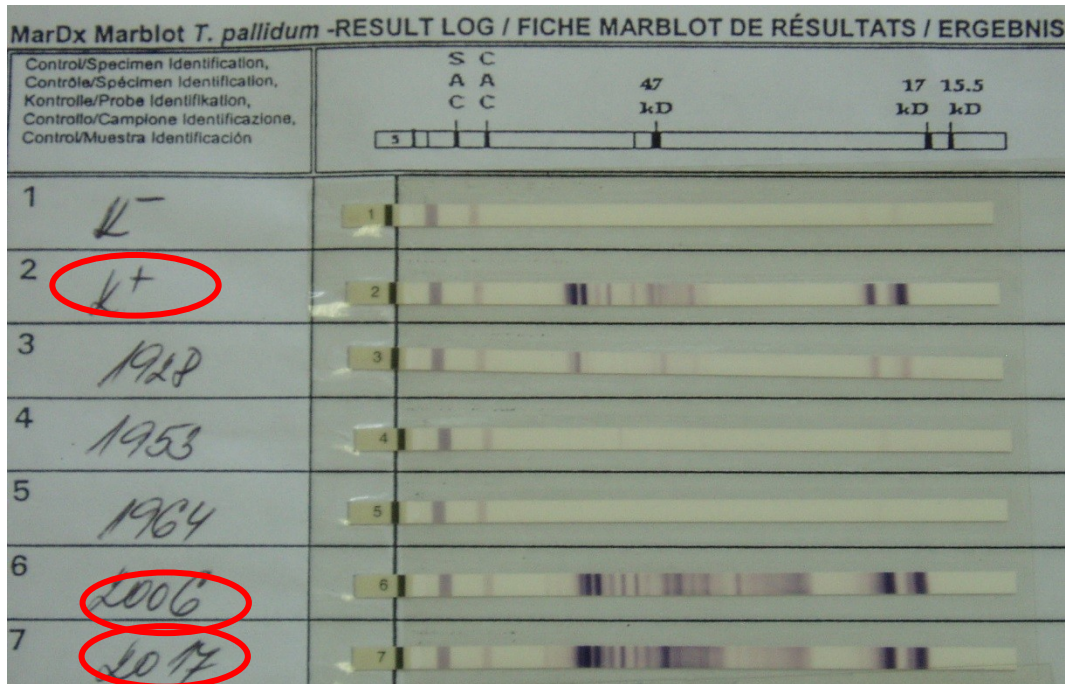 MarDx Marblot T. pallidum -RESULT LOG / FICHE MARBLOT DE RÉSULTATS / ERGEBNIS
Control/Specimen Identification,
Contrôle/Spécimen Identification,
Kontrolle/Probe Identifikation,
Controllo/Campione Identificazione,
Control/Muestra Identificación
S C
A A
C C
47
kD
17 15.5
kD kD
5
1 K- 1
2 K+ 2
3 1928 3
4 1953 4
5 1964 5
6 2006 6
7 2017 7